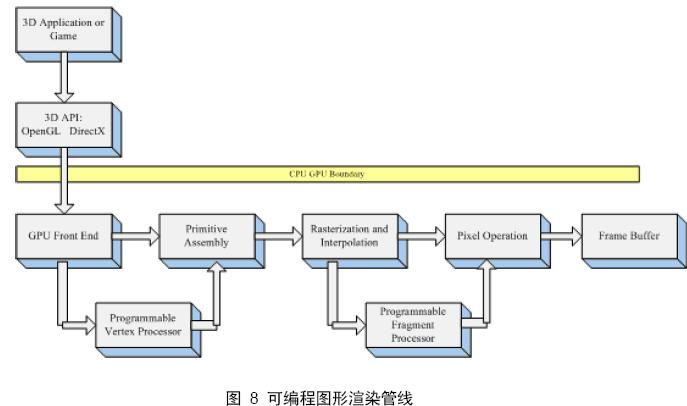 3D Application or
Game
3D API:
OpenGL DirectX
CPU GPU Boundary
GPU Front End
Primitive
Assembly
Rasterization and
Interpolation
Pixel Operation
Frame Buffer
Programmable
Vertex Processor
Programmable
Fragment
Processor
图 8 可编程图形渲染管线